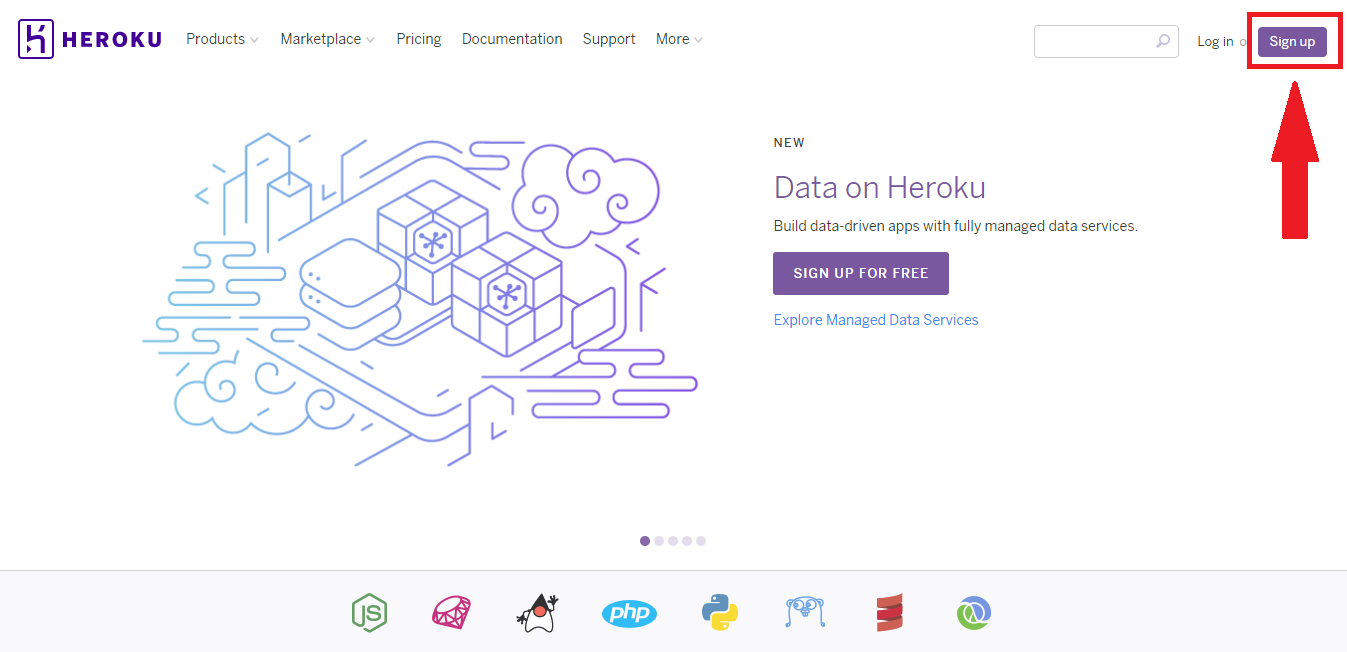 HEROKU Products Marketplace Pricing Documentation Support More Log in o Sign up
NEW
Data on Heroku
Build data-driven apps with fully managed data services.
SIGN UP FOR FREE
Explore Managed Data Services
JS php